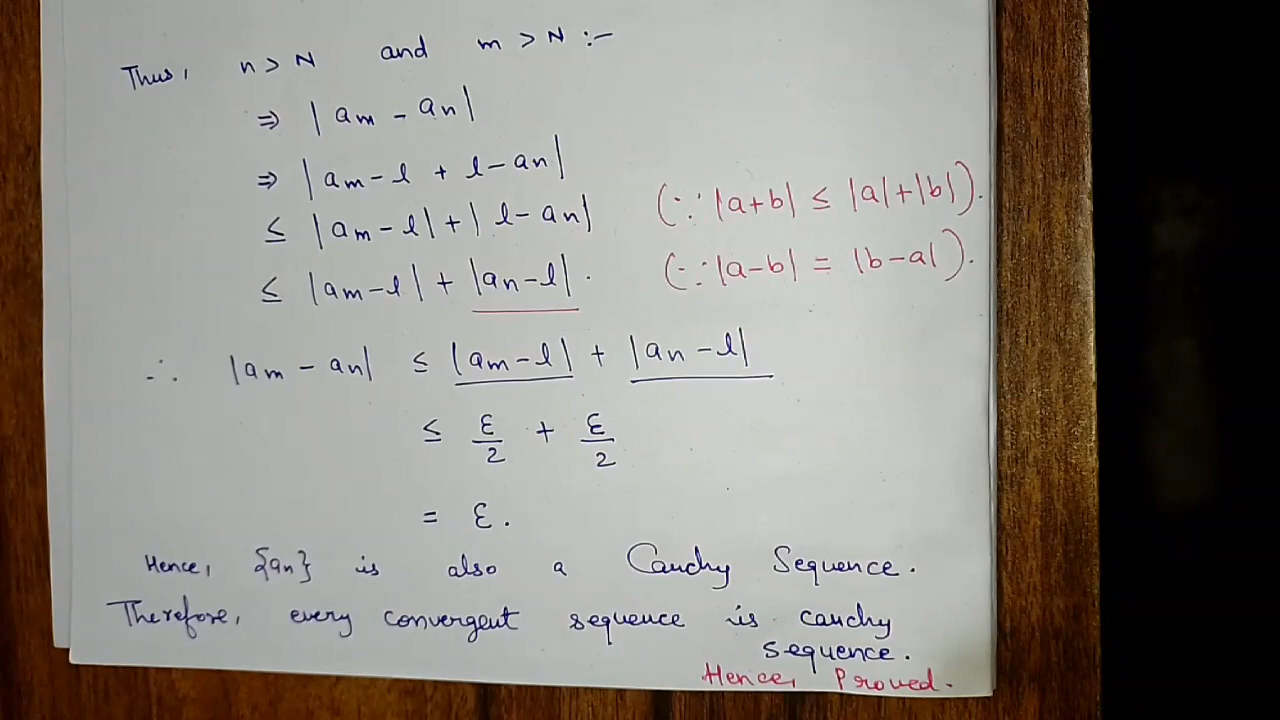 Thus, n > N and m > N :-
⇒ |am - an|
⇒ |am - l + l - an|
≤ |am - l| + | l - an| (∵ |a+b| ≤ |a|+|b|).
≤ |am - l| + |an - l|. (∵ |a-b| = |b-a|).
∴ |am - an| ≤ |am - l| + |an - l|
≤ ε/2 + ε/2
= ε.
Hence, {an} is also a Cauchy Sequence.
Therefore, every convergent sequence is cauchy
sequence.
Hence, Proved.